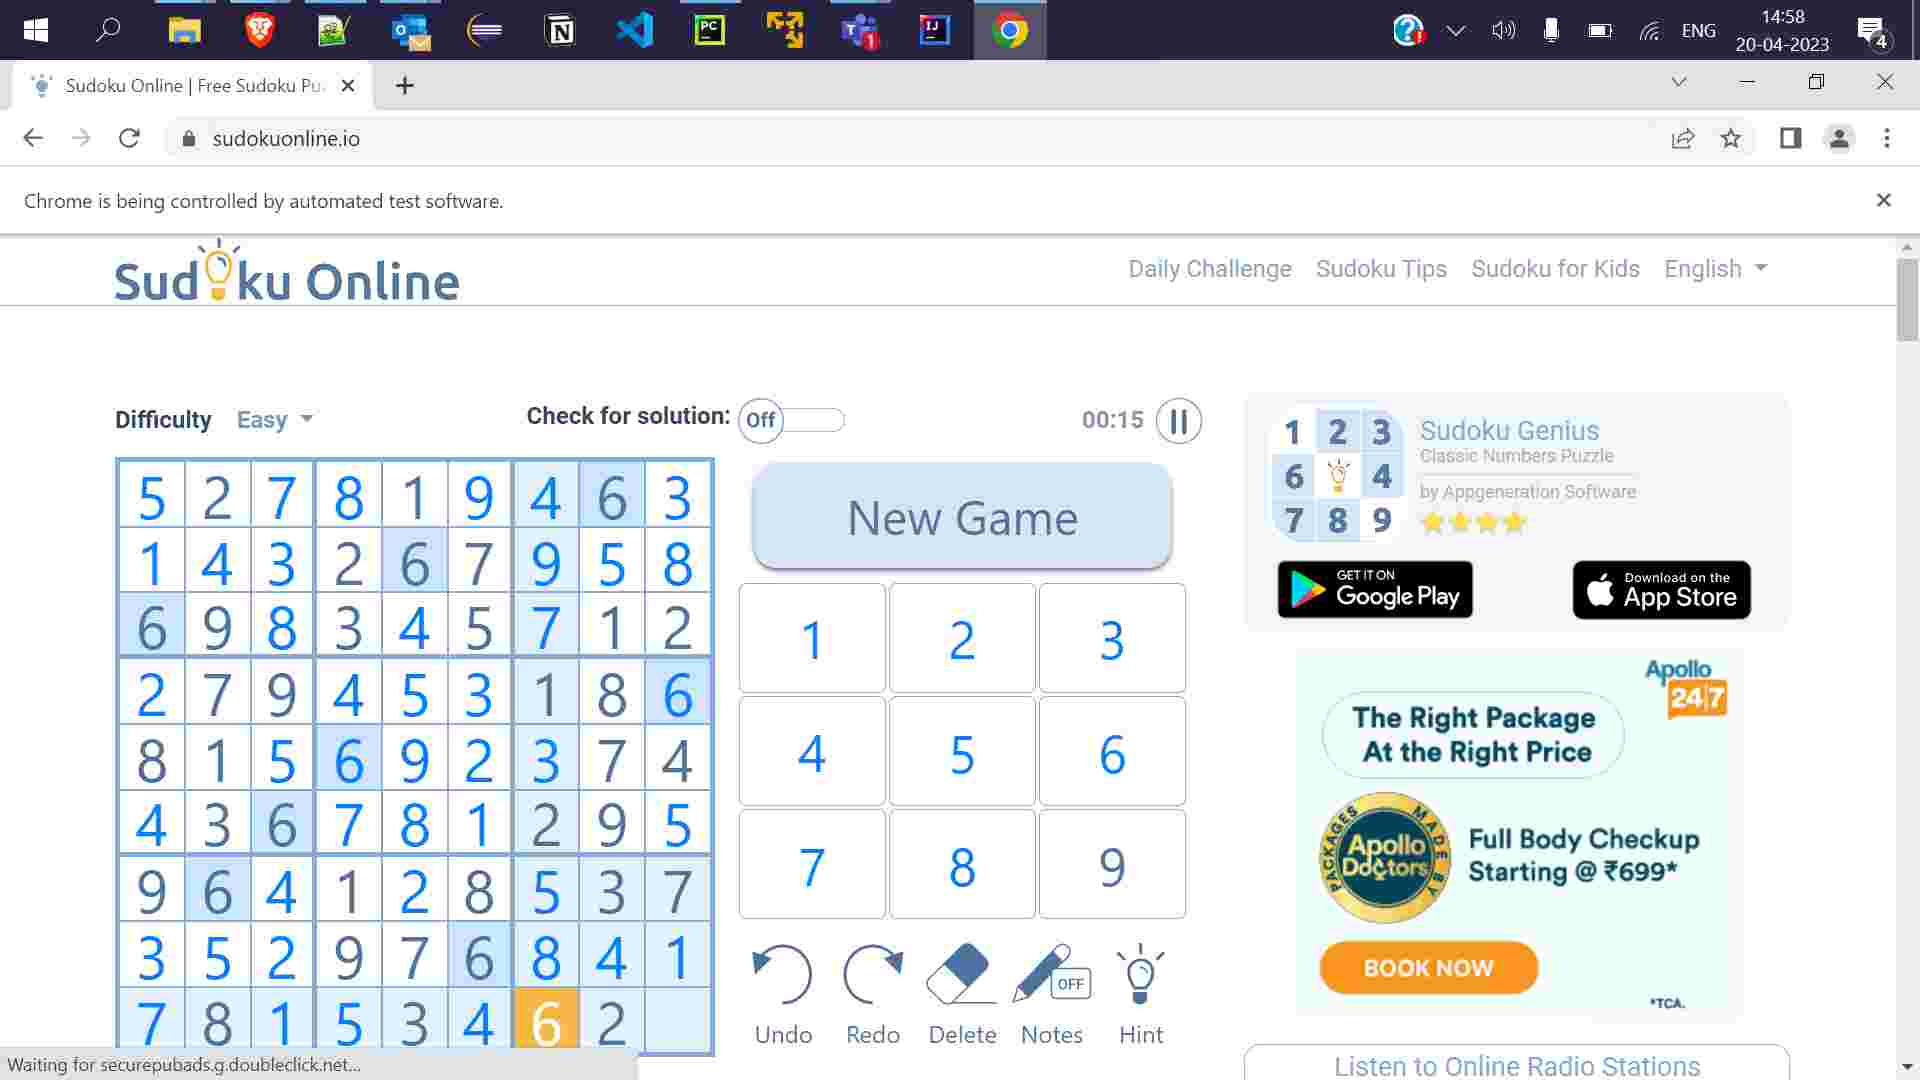 ENG
14:58
20-04-2023
4
1
Sudoku Online | Free Sudoku Pu
sudokuonline.io
Chrome is being controlled by automated test software.
Sudoku Online
Daily Challenge
Sudoku Tips
Sudoku for Kids
English
Difficulty Easy
Check for solution: Off
00:15
5 2 7 8 1 9 4 6 3
1 4 3 2 6 7 9 5 8
6 9 8 3 4 5 7 1 2
2 7 9 4 5 3 1 8 6
8 1 5 6 9 2 3 7 4
4 3 6 7 8 1 2 9 5
9 6 4 1 2 8 5 3 7
3 5 2 9 7 6 8 4 1
7 8 1 5 3 4 6 2
New Game
1 2 3
4 5 6
7 8 9
OFF
Undo Redo Delete Notes Hint
1 2 3
6 4
7 8 9
Sudoku Genius
Classic Numbers Puzzle
by Appgeneration Software
GET IT ON
Google Play
Download on the
App Store
Apollo
24|7
The Right Package
At the Right Price
PACKAGES MADE BY
Apollo
Doctors
Full Body Checkup
Starting @ ₹699*
BOOK NOW
*TCA.
Listen to Online Radio Stations
Waiting for securepubads.g.doubleclick.net...